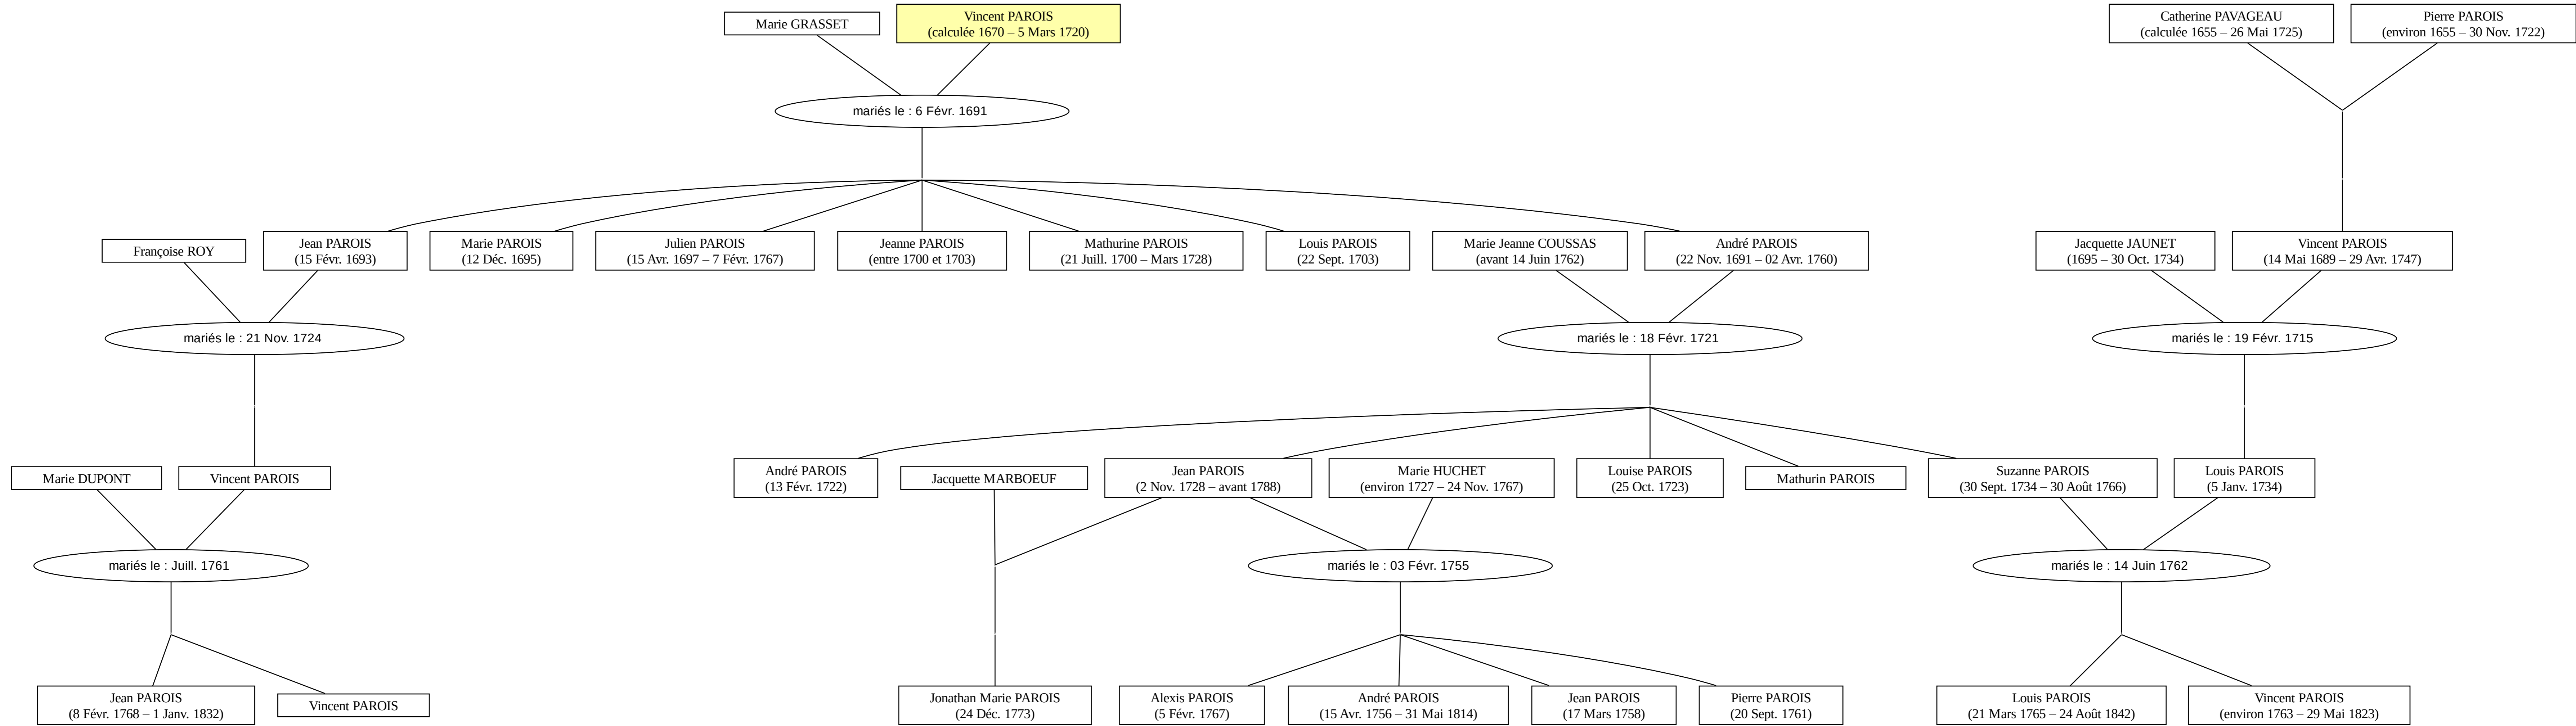 Marie GRASSET
Vincent PAROIS
(calculée 1670 – 5 Mars 1720)
Catherine PAVAGEAU
(calculée 1655 – 26 Mai 1725)
Pierre PAROIS
(environ 1655 – 30 Nov. 1722)
mariés le : 6 Févr. 1691
Françoise ROY
Jean PAROIS
(15 Févr. 1693)
Marie PAROIS
(12 Déc. 1695)
Julien PAROIS
(15 Avr. 1697 – 7 Févr. 1767)
Jeanne PAROIS
(entre 1700 et 1703)
Mathurine PAROIS
(21 Juill. 1700 – Mars 1728)
Louis PAROIS
(22 Sept. 1703)
Marie Jeanne COUSSAS
(avant 14 Juin 1762)
André PAROIS
(22 Nov. 1691 – 02 Avr. 1760)
Jacquette JAUNET
(1695 – 30 Oct. 1734)
Vincent PAROIS
(14 Mai 1689 – 29 Avr. 1747)
mariés le : 21 Nov. 1724
mariés le : 18 Févr. 1721
mariés le : 19 Févr. 1715
Marie DUPONT
Vincent PAROIS
André PAROIS
(13 Févr. 1722)
Jacquette MARBOEUF
Jean PAROIS
(2 Nov. 1728 – avant 1788)
Marie HUCHET
(environ 1727 – 24 Nov. 1767)
Louise PAROIS
(25 Oct. 1723)
Mathurin PAROIS
Suzanne PAROIS
(30 Sept. 1734 – 30 Août 1766)
Louis PAROIS
(5 Janv. 1734)
mariés le : Juill. 1761
mariés le : 03 Févr. 1755
mariés le : 14 Juin 1762
Jean PAROIS
(8 Févr. 1768 – 1 Janv. 1832)
Vincent PAROIS
Jonathan Marie PAROIS
(24 Déc. 1773)
Alexis PAROIS
(5 Févr. 1767)
André PAROIS
(15 Avr. 1756 – 31 Mai 1814)
Jean PAROIS
(17 Mars 1758)
Pierre PAROIS
(20 Sept. 1761)
Louis PAROIS
(21 Mars 1765 – 24 Août 1842)
Vincent PAROIS
(environ 1763 – 29 Mai 1823)